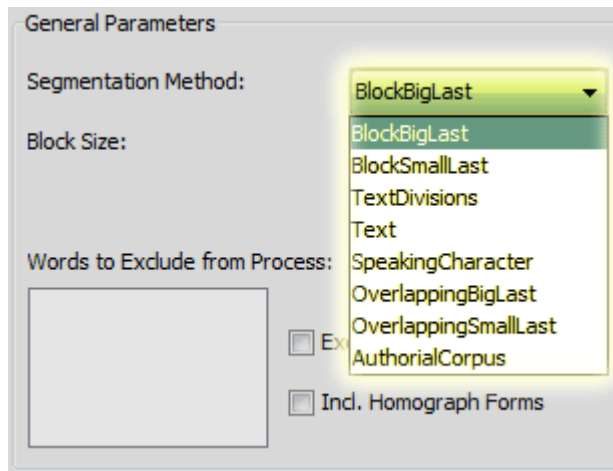 General Parameters
Segmentation Method:
BlockBigLast
Block Size:
BlockBigLast
BlockSmallLast
TextDivisions
Text
SpeakingCharacter
OverlappingBigLast
OverlappingSmallLast
AuthorialCorpus
Words to Exclude from Process:
Incl. Homograph Forms